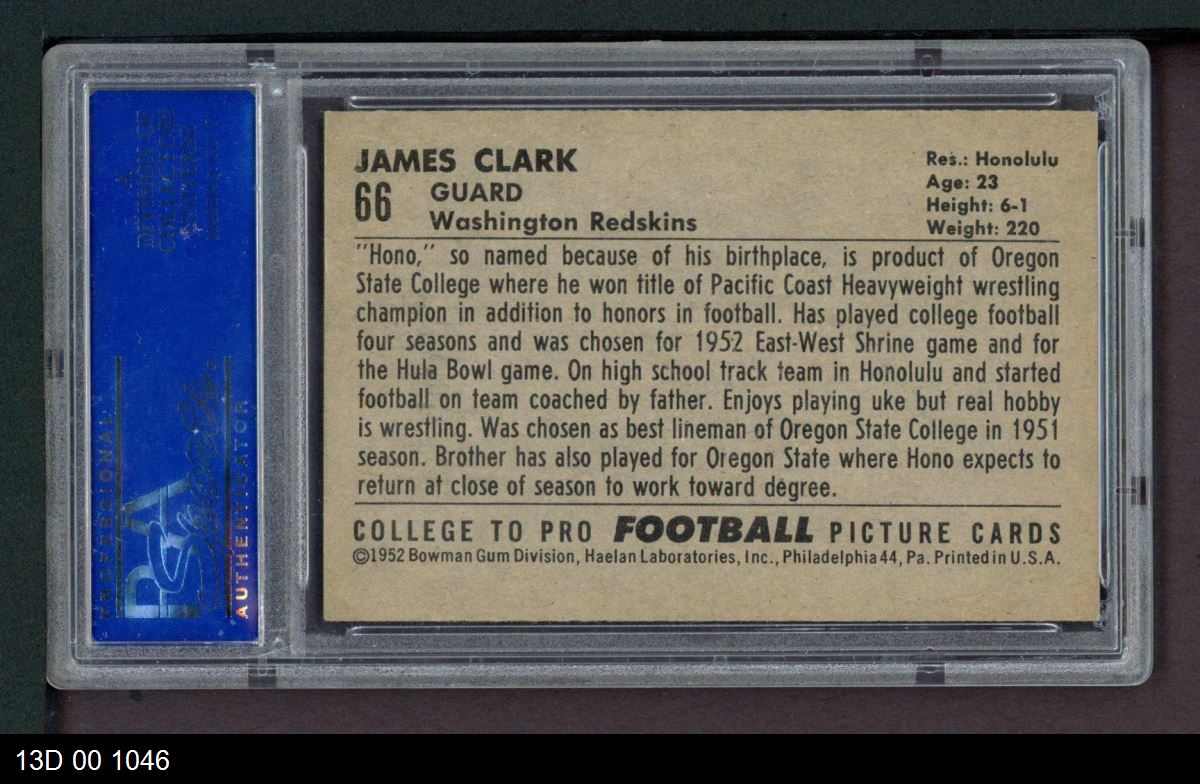 JAMES CLARK
66 GUARD
Washington Redskins
Res.: Honolulu
Age: 23
Height: 6-1
Weight: 220
"Hono," so named because of his birthplace, is product of Oregon
State College where he won title of Pacific Coast Heavyweight wrestling
champion in addition to honors in football. Has played college football
four seasons and was chosen for 1952 East-West Shrine game and for
the Hula Bowl game. On high school track team in Honolulu and started
football on team coached by father. Enjoys playing uke but real hobby
is wrestling. Was chosen as best lineman of Oregon State College in 1951
season. Brother has also played for Oregon State where Hono expects to
return at close of season to work toward degree.
COLLEGE TO PRO FOOTBALL PICTURE CARDS
©1952 Bowman Gum Division, Haelan Laboratories, Inc., Philadelphia 44, Pa. Printed in U.S.A.
A
DIVISION OF
COLLECTORS
UNIVERSE
PROFESSIONAL
PSA
Sports
AUTHENTICATOR
13D 00 1046